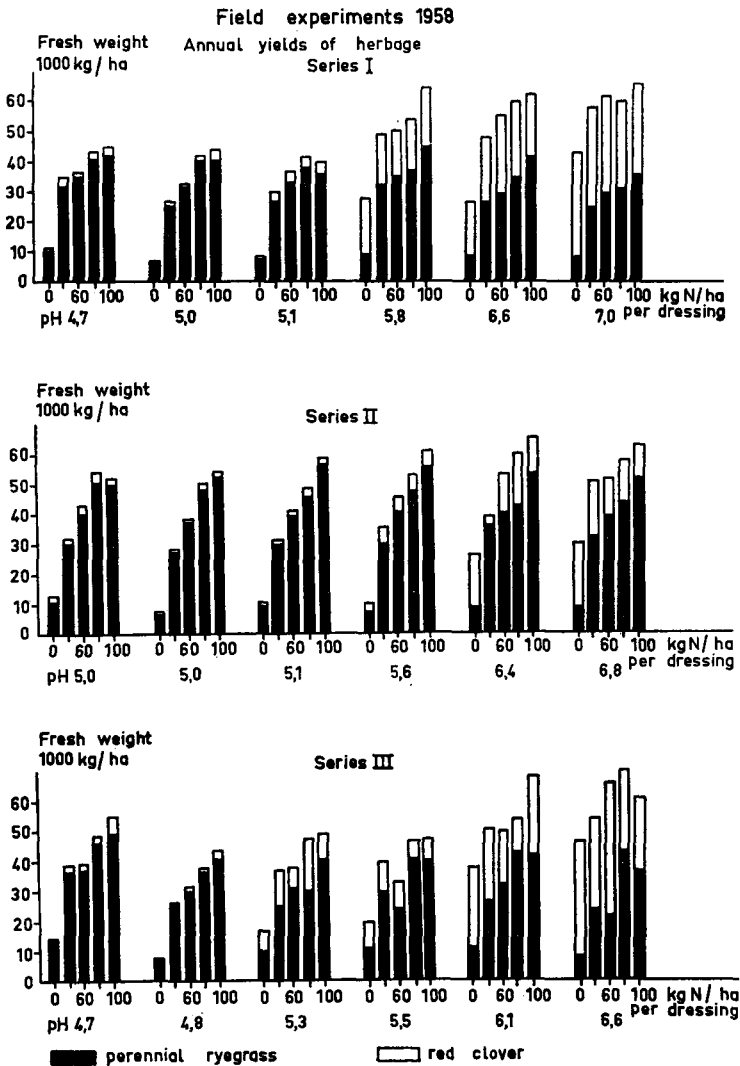 Field experiments 1958
Fresh weight Annual yields of herbage
1000 kg/ha Series I
60
50
40
30
20
10
0
0 60 100 0 60 100 0 60 100 0 60 100 0 60 100 0 60 100 kg N/ha
pH 4,7 5,0 5,1 5,8 6,6 7,0 per dressing
Fresh weight
1000 kg/ha Series II
60
50
40
30
20
10
0
0 60 100 0 60 100 0 60 100 0 60 100 0 60 100 0 60 100 kg N/ha
pH 5,0 5,0 5,1 5,6 6,4 6,8 per dressing
Fresh weight
1000 kg/ha Series III
60
50
40
30
20
10
0
0 60 100 0 60 100 0 60 100 0 60 100 0 60 100 0 60 100 kg N/ha
pH 4,7 4,8 5,3 5,5 6,1 6,6 per dressing
perennial ryegrass red clover